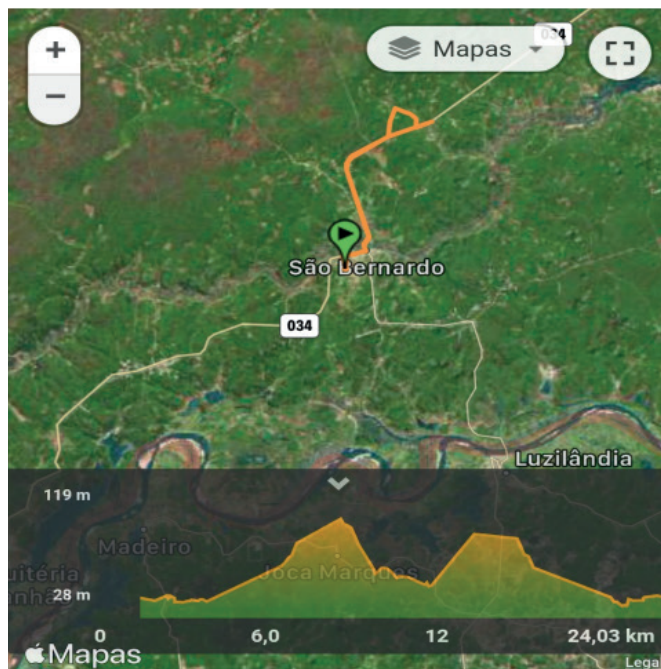 +
Mapas
034
−
São Bernardo
034
Luzilândia
119 m
Madeiro
Joca Marques
28 m
0 6,0 12 24,03 km
Mapas
Lega